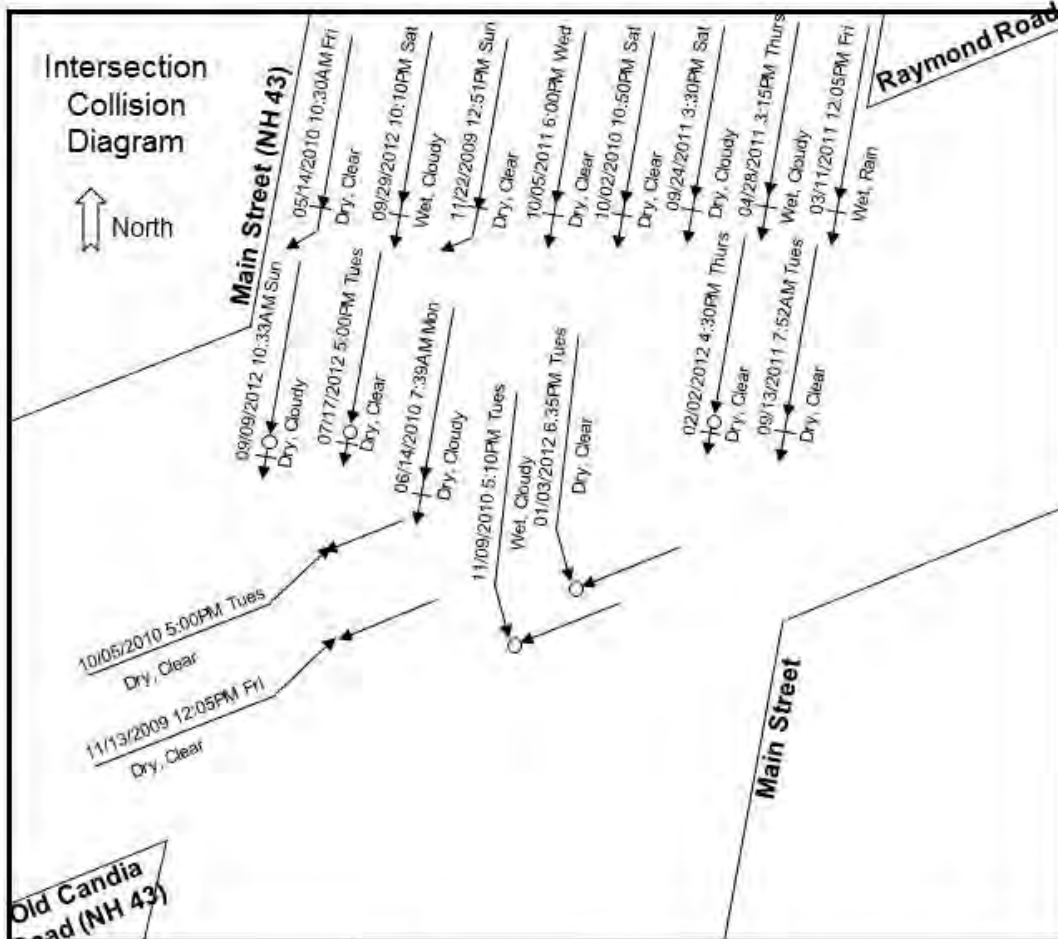 Intersection
Collision
Diagram
North
Main Street (NH 43)
Raymond Road
05/14/2010 10:30AM Fri
Dry, Clear
09/29/2012 10:10PM Sat
Wet, Cloudy
11/22/2009 12:51PM Sun
Dry, Clear
10/05/2011 6:00PM Wed
Dry, Clear
10/02/2010 10:50PM Sat
Dry, Clear
09/24/2011 3:30PM Sat
Dry, Cloudy
04/28/2011 3:15PM Thurs
Wet, Cloudy
03/11/2011 12:05PM Fri
Wet, Rain
09/09/2012 10:33AM Sun
Dry, Cloudy
07/17/2012 5:00PM Tues
Dry, Clear
06/14/2010 7:39AM Mon
Dry, Cloudy
11/09/2010 5:10PM Tues
Wet, Cloudy
01/03/2012 6.35PM Tues
Dry, Clear
02/02/2012 4:30PM Thurs
Dry, Clear
09/13/2011 7:52AM Tues
Dry, Clear
10/05/2010 5:00PM Tues
Dry, Clear
11/13/2009 12:05PM Fri
Dry, Clear
Main Street
Old Candia
Road (NH 43)